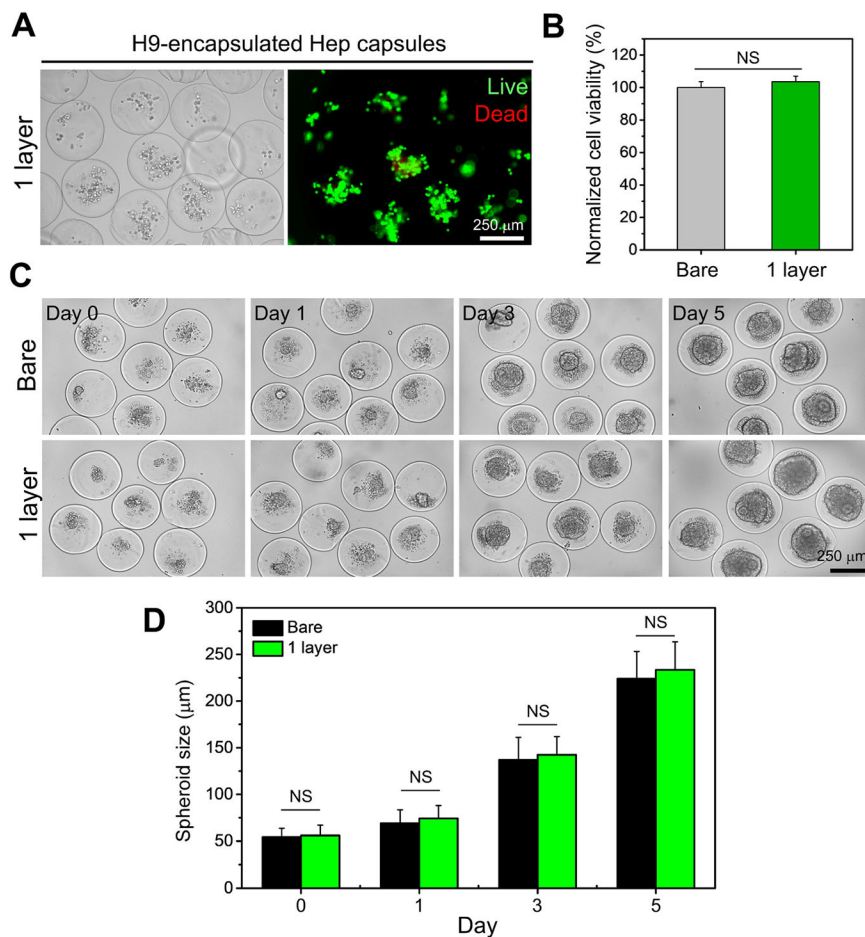 A
H9-encapsulated Hep capsules
1 layer
Live
Dead
250 μm
B
Normalized cell viability (%)
120
100
80
60
40
20
0
NS
Bare
1 layer
C
Day 0
Day 1
Day 3
Day 5
Bare
1 layer
250 μm
D
Spheroid size (μm)
300
250
200
150
100
50
0
Bare
1 layer
NS
NS
NS
NS
0
1
3
5
Day